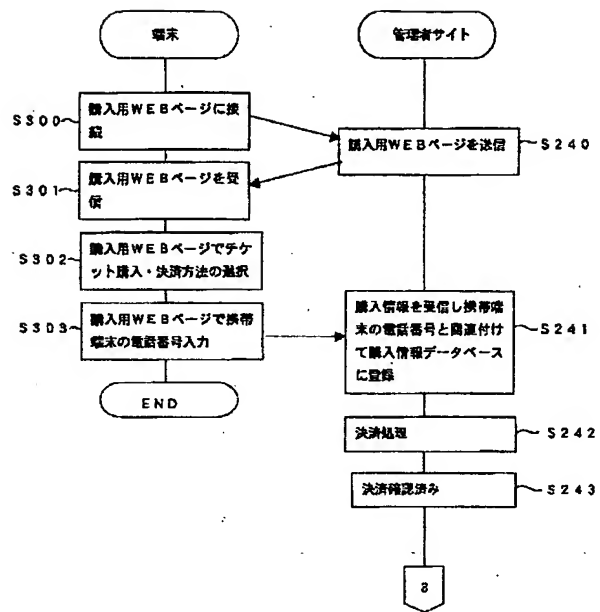 端末
管理者サイト
S300
購入用WEBページに接
続
購入用WEBページを送信
S240
S301
購入用WEBページを受
信
S302
購入用WEBページでチケ
ット購入・決済方法の選択
S303
購入用WEBページで携帯
端末の電話番号入力
購入情報を受信し携帯端
末の電話番号と関連付け
て購入情報データベース
に登録
S241
END
決済処理
S242
決済確認済み
S243
8